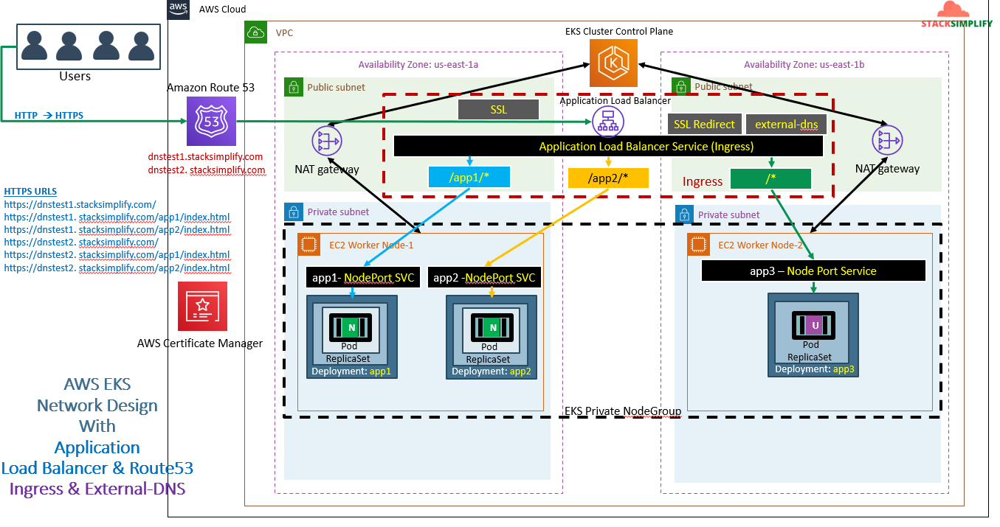 aws
AWS Cloud
STACKSIMPLIFY
VPC
EKS Cluster Control Plane
Users
Availability Zone: us-east-1a
Availability Zone: us-east-1b
Amazon Route 53
53
Public subnet
Public subnet
Application Load Balancer
SSL
HTTP → HTTPS
SSL Redirect
external-dns
K
Application Load Balancer Service (Ingress)
dnstest1.stacksimplify.com
dnstest2. stacksimplify.com
NAT gateway
NAT gateway
/app1/*
/app2/*
Ingress
/*
HTTPS URLS
https://dnstest1.stacksimplify.com/
https://dnstest1. stacksimplify.com/app1/index.html
https://dnstest1. stacksimplify.com/app2/index.html
https://dnstest2. stacksimplify.com/
https://dnstest2. stacksimplify.com/app1/index.html
https://dnstest2. stacksimplify.com/app2/index.html
Private subnet
Private subnet
EC2 Worker Node-1
EC2 Worker Node-2
app1- NodePort SVC
app2 -NodePort SVC
app3 – Node Port Service
N
Pod
ReplicaSet
Deployment: app1
N
Pod
ReplicaSet
Deployment: app2
U
Pod
ReplicaSet
Deployment: app3
AWS Certificate Manager
EKS Private NodeGroup
AWS EKS
Network Design
With
Application
Load Balancer & Route53
Ingress & External-DNS